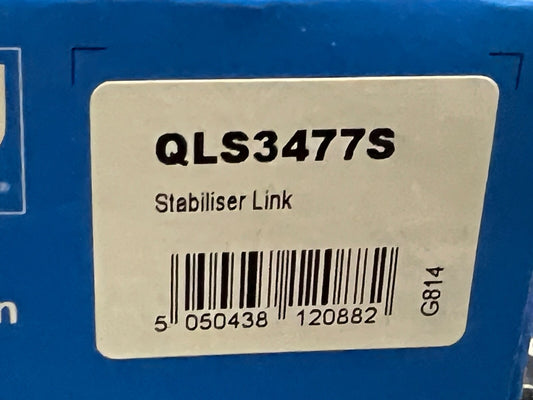 QLS3477S
Stabiliser Link
5 050438 120882
G814
n